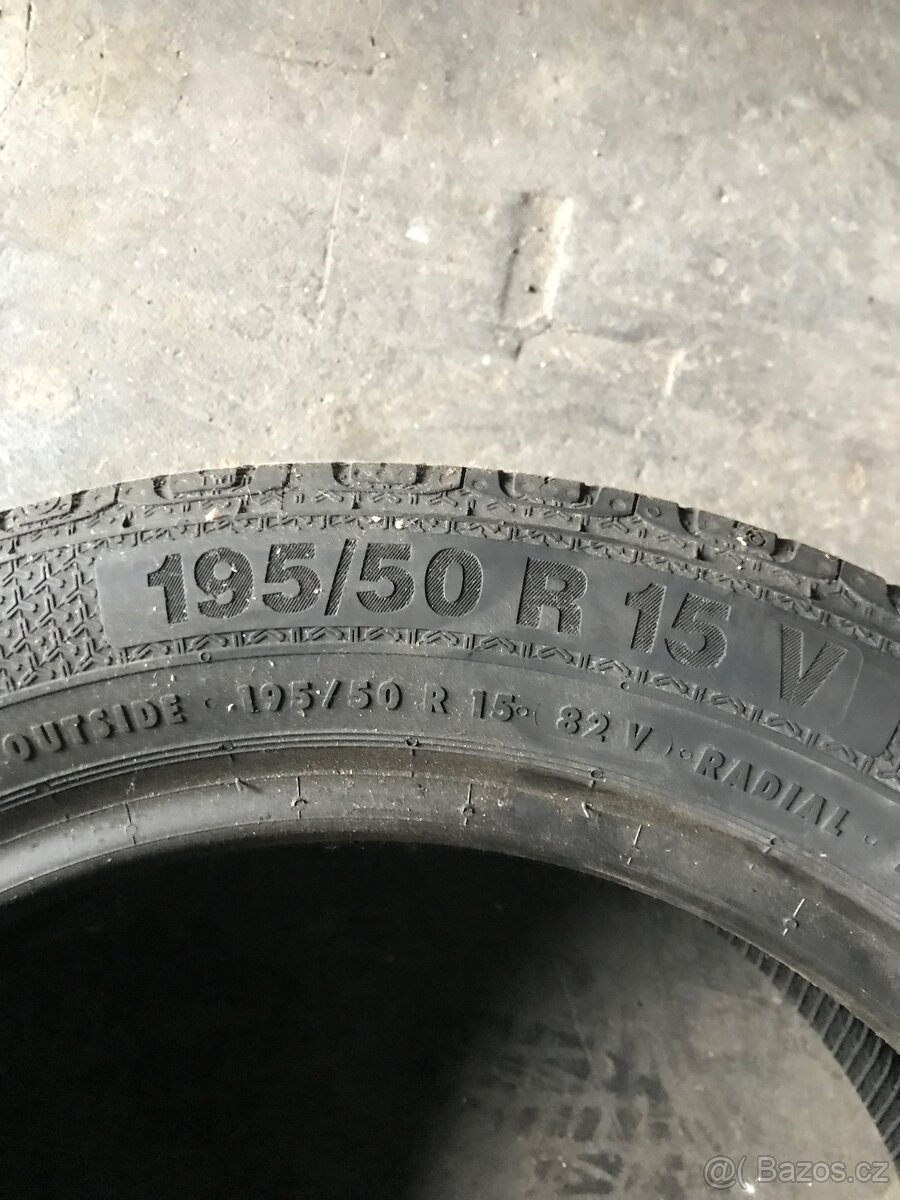 195/50 R 15 V
OUTSIDE · 195/50 R 15 · 82 V · RADIAL ·
@( Bazos.cz